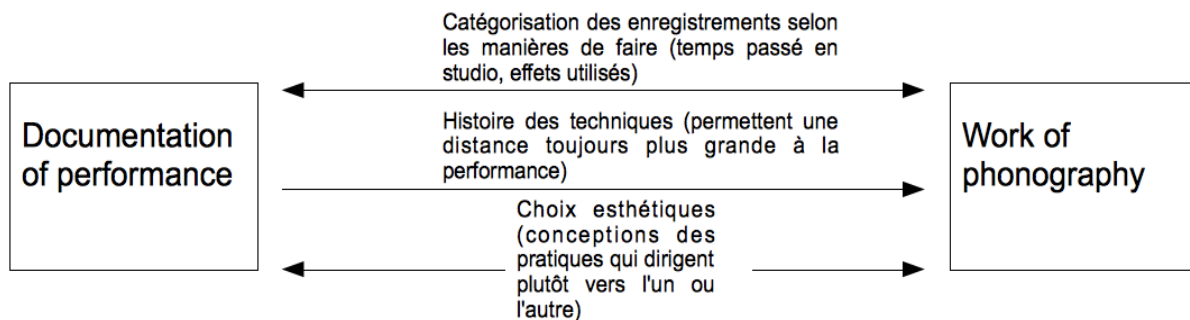 Catégorisation des enregistrements selon
les manières de faire (temps passé en
studio, effets utilisés)
Documentation
of performance
Histoire des techniques (permettent une
distance toujours plus grande à la
performance)
Work of
phonography
Choix esthétiques
(conceptions des
pratiques qui dirigent
plutôt vers l'un ou
l'autre)